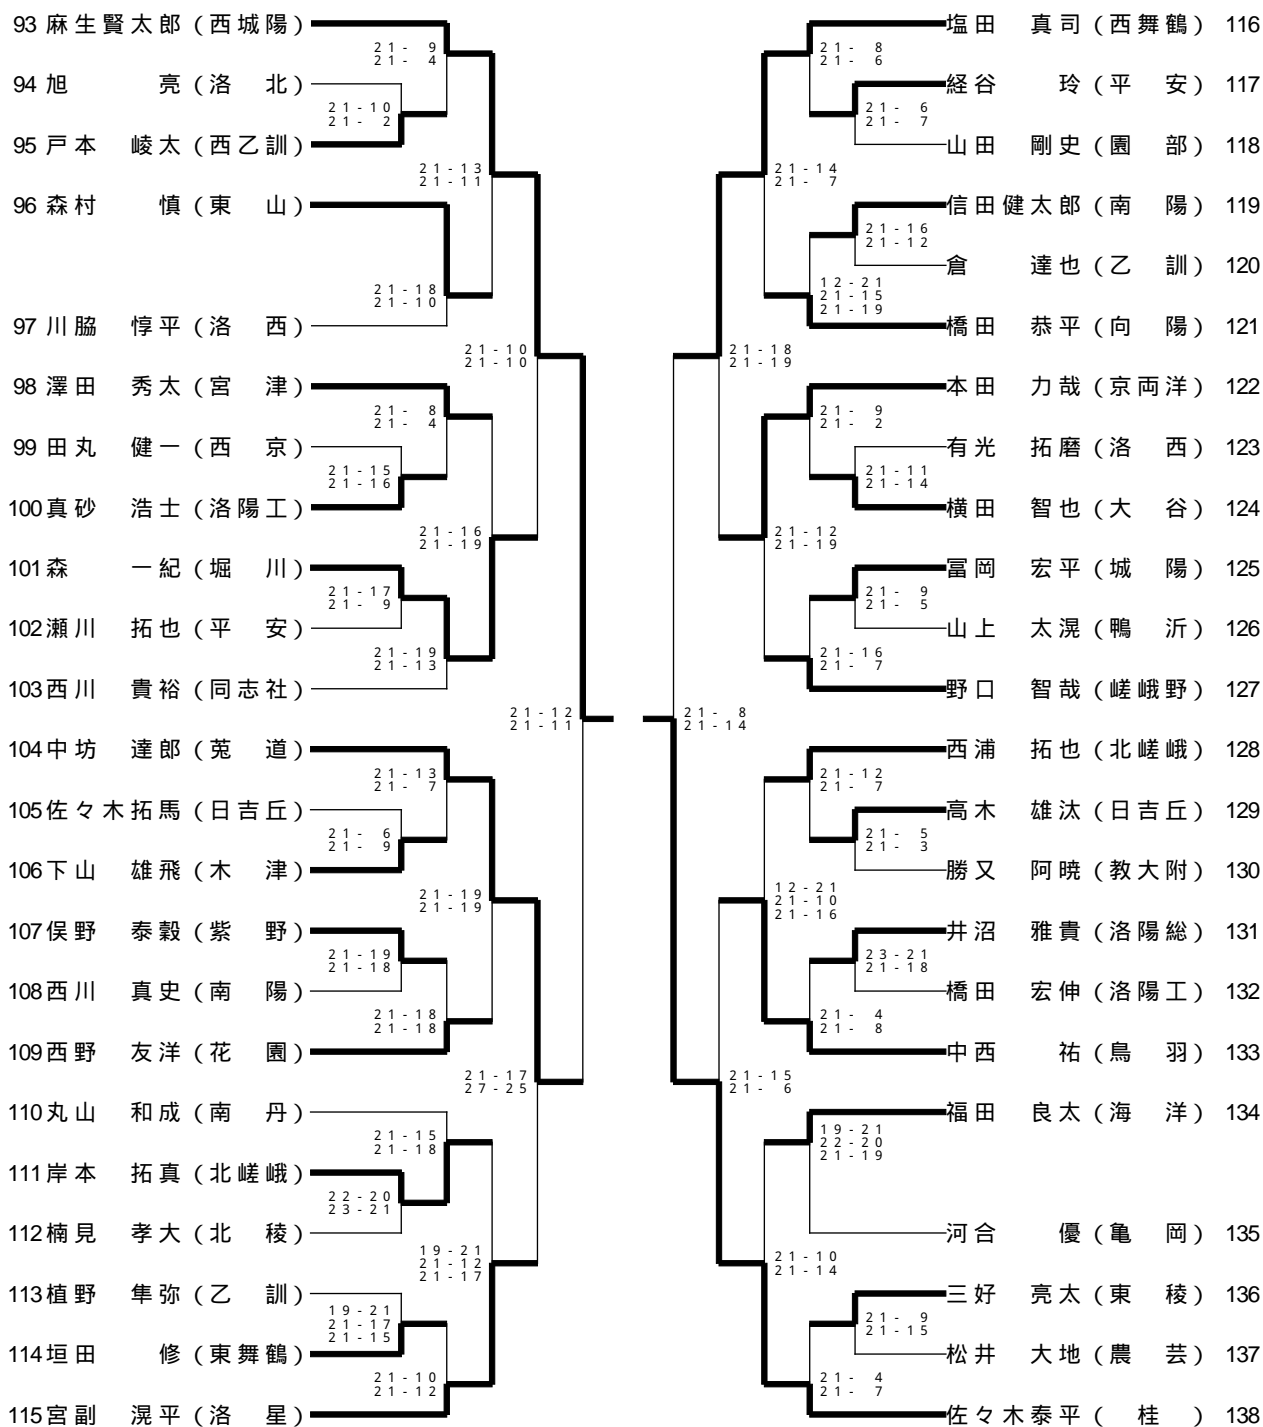 93 麻生賢太郎（西城陽）
21- 9
21- 4
94 旭　　亮（洛　北）
21-10
21- 2
95 戸本　崚太（西乙訓）
21-13
21-11
96 森村　　慎（東　山）
21-18
21-10
97 川脇　惇平（洛　西）
21-10
21-10
98 澤田　秀太（宮　津）
21- 8
21- 4
99 田丸　健一（西　京）
21-15
21-16
100 真砂　浩士（洛陽工）
21-16
21-19
101 森　　一紀（堀　川）
21-17
21- 9
102 瀬川　拓也（平　安）
21-19
21-13
103 西川　貴裕（同志社）
21-12
21-11
104 中坊　達郎（莵　道）
21-13
21- 7
105 佐々木拓馬（日吉丘）
21- 6
21- 9
106 下山　雄飛（木　津）
21-19
21-19
107 俣野　泰穀（紫　野）
21-19
21-18
108 西川　真史（南　陽）
21-18
21-18
109 西野　友洋（花　園）
21-17
27-25
110 丸山　和成（南　丹）
21-15
21-18
111 岸本　拓真（北嵯峨）
22-20
23-21
112 楠見　孝大（北　稜）
19-21
21-12
21-17
113 植野　隼弥（乙　訓）
19-21
21-17
21-15
114 垣田　　修（東舞鶴）
21-10
21-12
115 宮副　滉平（洛　星）
塩田　真司（西舞鶴） 116
21- 8
21- 6
経谷　　玲（平　安） 117
21- 6
21- 7
山田　剛史（園　部） 118
21-14
21- 7
信田健太郎（南　陽） 119
21-16
21-12
倉　　達也（乙　訓） 120
12-21
21-15
21-19
橋田　恭平（向　陽） 121
21-18
21-19
本田　力哉（京両洋） 122
21- 9
21- 2
有光　拓磨（洛　西） 123
21-11
21-14
横田　智也（大　谷） 124
21-12
21-19
冨岡　宏平（城　陽） 125
21- 9
21- 5
山上　太滉（鴨　沂） 126
21-16
21- 7
野口　智哉（嵯峨野） 127
21- 8
21-14
西浦　拓也（北嵯峨） 128
21-12
21- 7
高木　雄汰（日吉丘） 129
21- 5
21- 3
勝又　阿暁（教大附） 130
12-21
21-10
21-16
井沼　雅貴（洛陽総） 131
23-21
21-18
橋田　宏伸（洛陽工） 132
21- 4
21- 8
中西　　祐（鳥　羽） 133
21-15
21- 6
福田　良太（海　洋） 134
19-21
22-20
21-19
河合　　優（亀　岡） 135
21-10
21-14
三好　亮太（東　稜） 136
21- 9
21-15
松井　大地（農　芸） 137
21- 4
21- 7
佐々木泰平（　桂　） 138